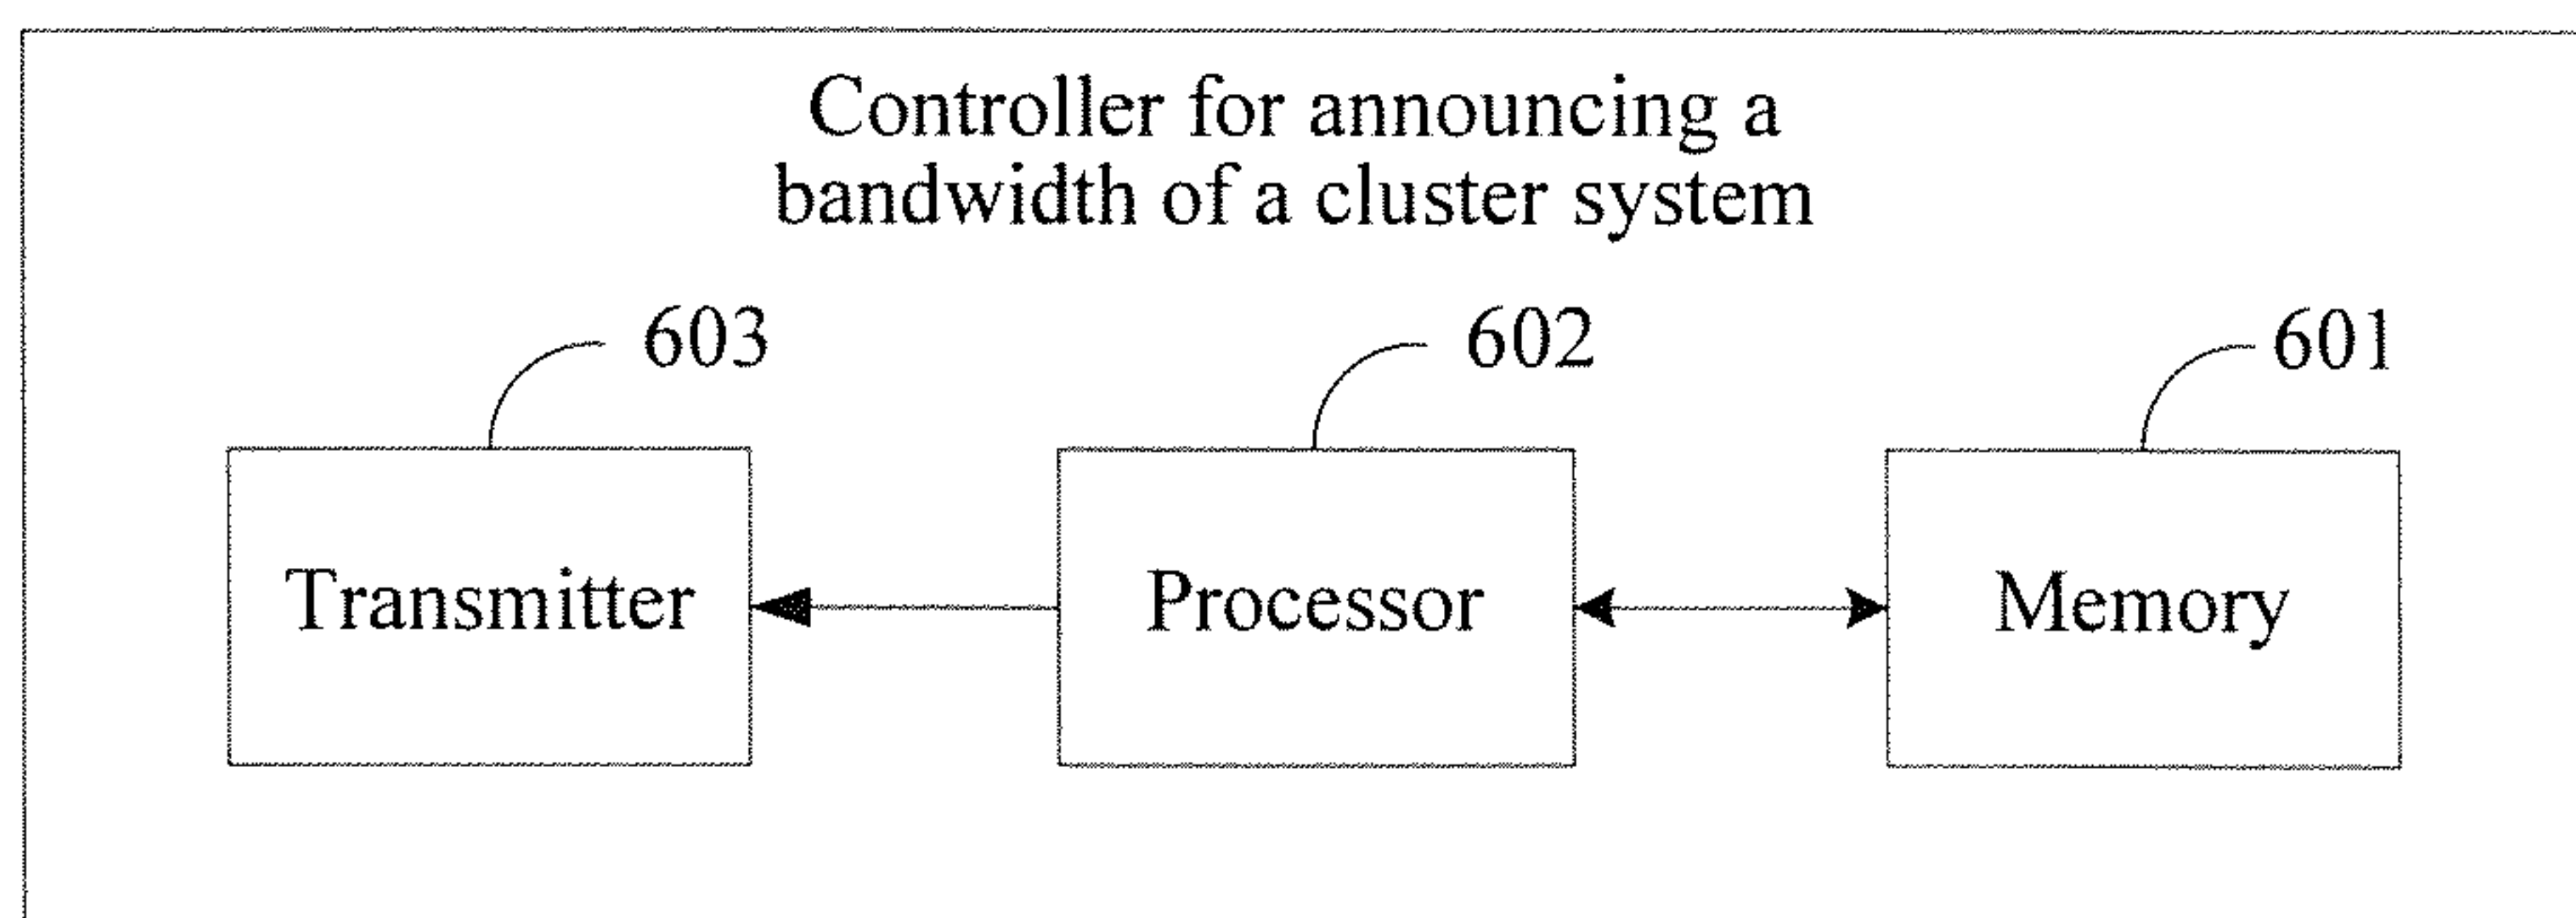 Controller for announcing a
bandwidth of a cluster system
603
602
601
Transmitter
Processor
Memory